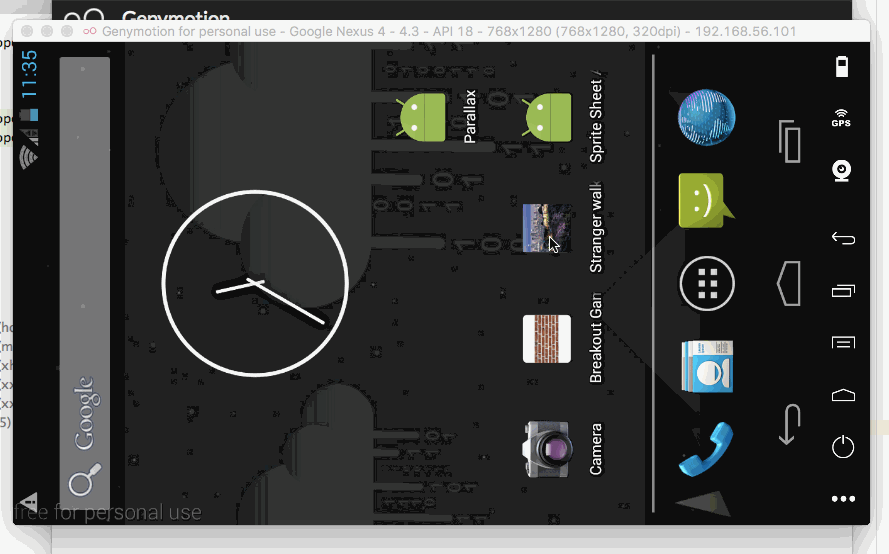 Genymotion
Genymotion for personal use - Google Nexus 4 - 4.3 - API 18 - 768x1280 (768x1280, 320dpi) - 192.168.56.101
11:35
Google
Parallax
Sprite Sheet
Stranger walk
Breakout Gan
Camera
GPS
free for personal use